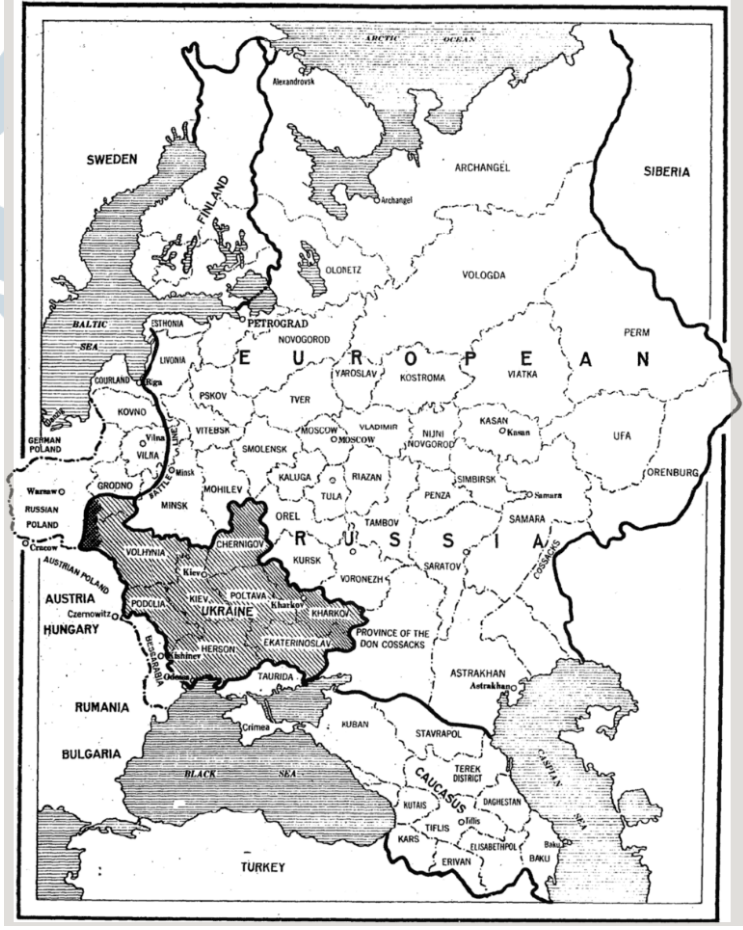 ARCTIC OCEAN
Alexandrovsk
SWEDEN
ARCHANGEL
SIBERIA
FINLAND
Archangel
OLONETZ
VOLOGDA
BALTIC
SEA
ESTHONIA
PETROGRAD
NOVOGOROD
PERM
LIVONIA
EUROPEAN
YAROSLAV
KOSTROMA
VIATKA
COURLAND
Riga
PSKOV
TVER
KOVNO
Danzig
VITEBSK
MOSCOW
VLADIMIR
NIJNI
NOVGOROD
KASAN
Kasan
UFA
GERMAN
POLAND
Vilna
VILNA
BATTLE LINE
SMOLENSK
MOSCOW
ORENBURG
Minsk
KALUGA
RIAZAN
SIMBIRSK
Warsaw
GRODNO
MOHILEV
TULA
PENZA
Samara
RUSSIAN
POLAND
MINSK
OREL
TAMBOV
SAMARA
RUSSIA
Cracow
VOLHYNIA
CHERNIGOV
KURSK
SARATOV
COSSACKS
AUSTRIAN POLAND
Kiev
VORONEZH
AUSTRIA
PODOLIA
KIEV
POLTAVA
Kharkov
KHARKOV
Czernowitz
UKRAINE
HUNGARY
BESSARABIA
Kishinev
HERSON
EKATERINOSLAV
PROVINCE OF THE
DON COSSACKS
Odessa
TAURIDA
ASTRAKHAN
Astrakhan
RUMANIA
Crimea
KUBAN
STAVRAPOL
BULGARIA
BLACK SEA
CAUCASUS
TEREK
DISTRICT
CASPIAN SEA
KUTAIS
DAGHESTAN
TIFLIS
Tiflis
KARS
ELISABETHPOL
BAKU
Baku
ERIVAN
TURKEY